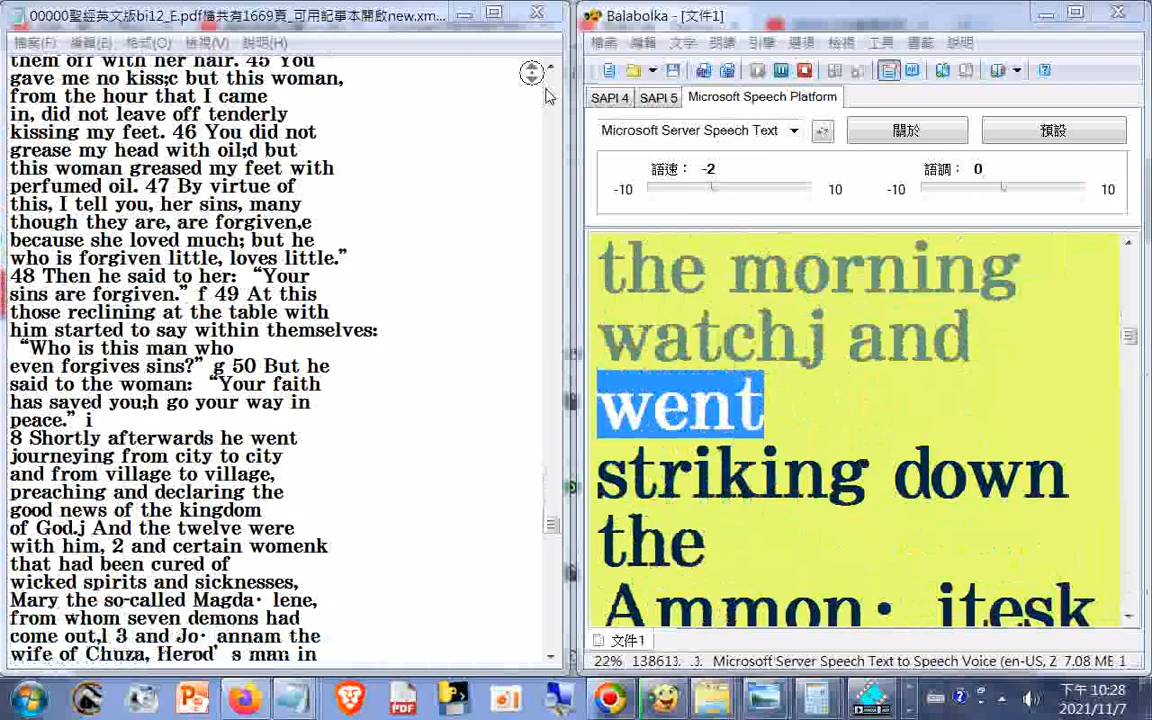 00000聖經英文版bi12_E.pdf檔共有1669頁_可用記事本開啟new.xm...
檔案(F) 編輯(E) 格式(O) 檢視(V) 說明(H)
them off with her hair. 45 You
gave me no kiss;c but this woman,
from the hour that I came
in, did not leave off tenderly
kissing my feet. 46 You did not
grease my head with oil;d but
this woman greased my feet with
perfumed oil. 47 By virtue of
this, I tell you, her sins, many
though they are, are forgiven,e
because she loved much; but he
who is forgiven little, loves little.”
48 Then he said to her: “Your
sins are forgiven.” f 49 At this
those reclining at the table with
him started to say within themselves:
“Who is this man who
even forgives sins?” g 50 But he
said to the woman: “Your faith
has saved you;h go your way in
peace.” i
8 Shortly afterwards he went
journeying from city to city
and from village to village,
preaching and declaring the
good news of the kingdom
of God.j And the twelve were
with him, 2 and certain womenk
that had been cured of
wicked spirits and sicknesses,
Mary the so-called Magda· lene,
from whom seven demons had
come out,l 3 and Jo· annam the
wife of Chuza, Herod’ s man in
Balabolka - [文件1]
檔案 編輯 文字 朗讀 引擎 選項 檢視 工具 書籤 說明
SAPI 4 SAPI 5 Microsoft Speech Platform
Microsoft Server Speech Text 關於 預設
語速： -2 語調： 0
-10 10 -10 10
the morning
watchj and
went
striking down
the
Ammon· itesk
文件1
22% 138613. .3. Microsoft Server Speech Text to Speech Voice (en-US, Z 7.08 MB 1
PDF
下午 10:28
2021/11/7